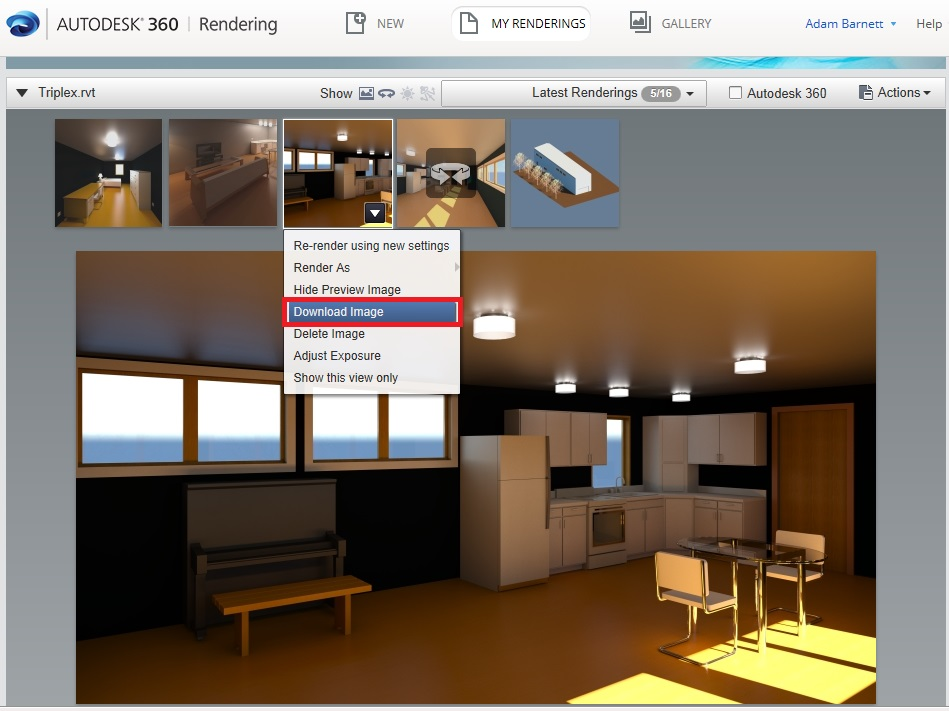 AUTODESK® 360 | Rendering
NEW
MY RENDERINGS
GALLERY
Adam Barnett
Help
Triplex.rvt
Show
Latest Renderings 5/16
Autodesk 360
Actions
Re-render using new settings
Render As
Hide Preview Image
Download Image
Delete Image
Adjust Exposure
Show this view only